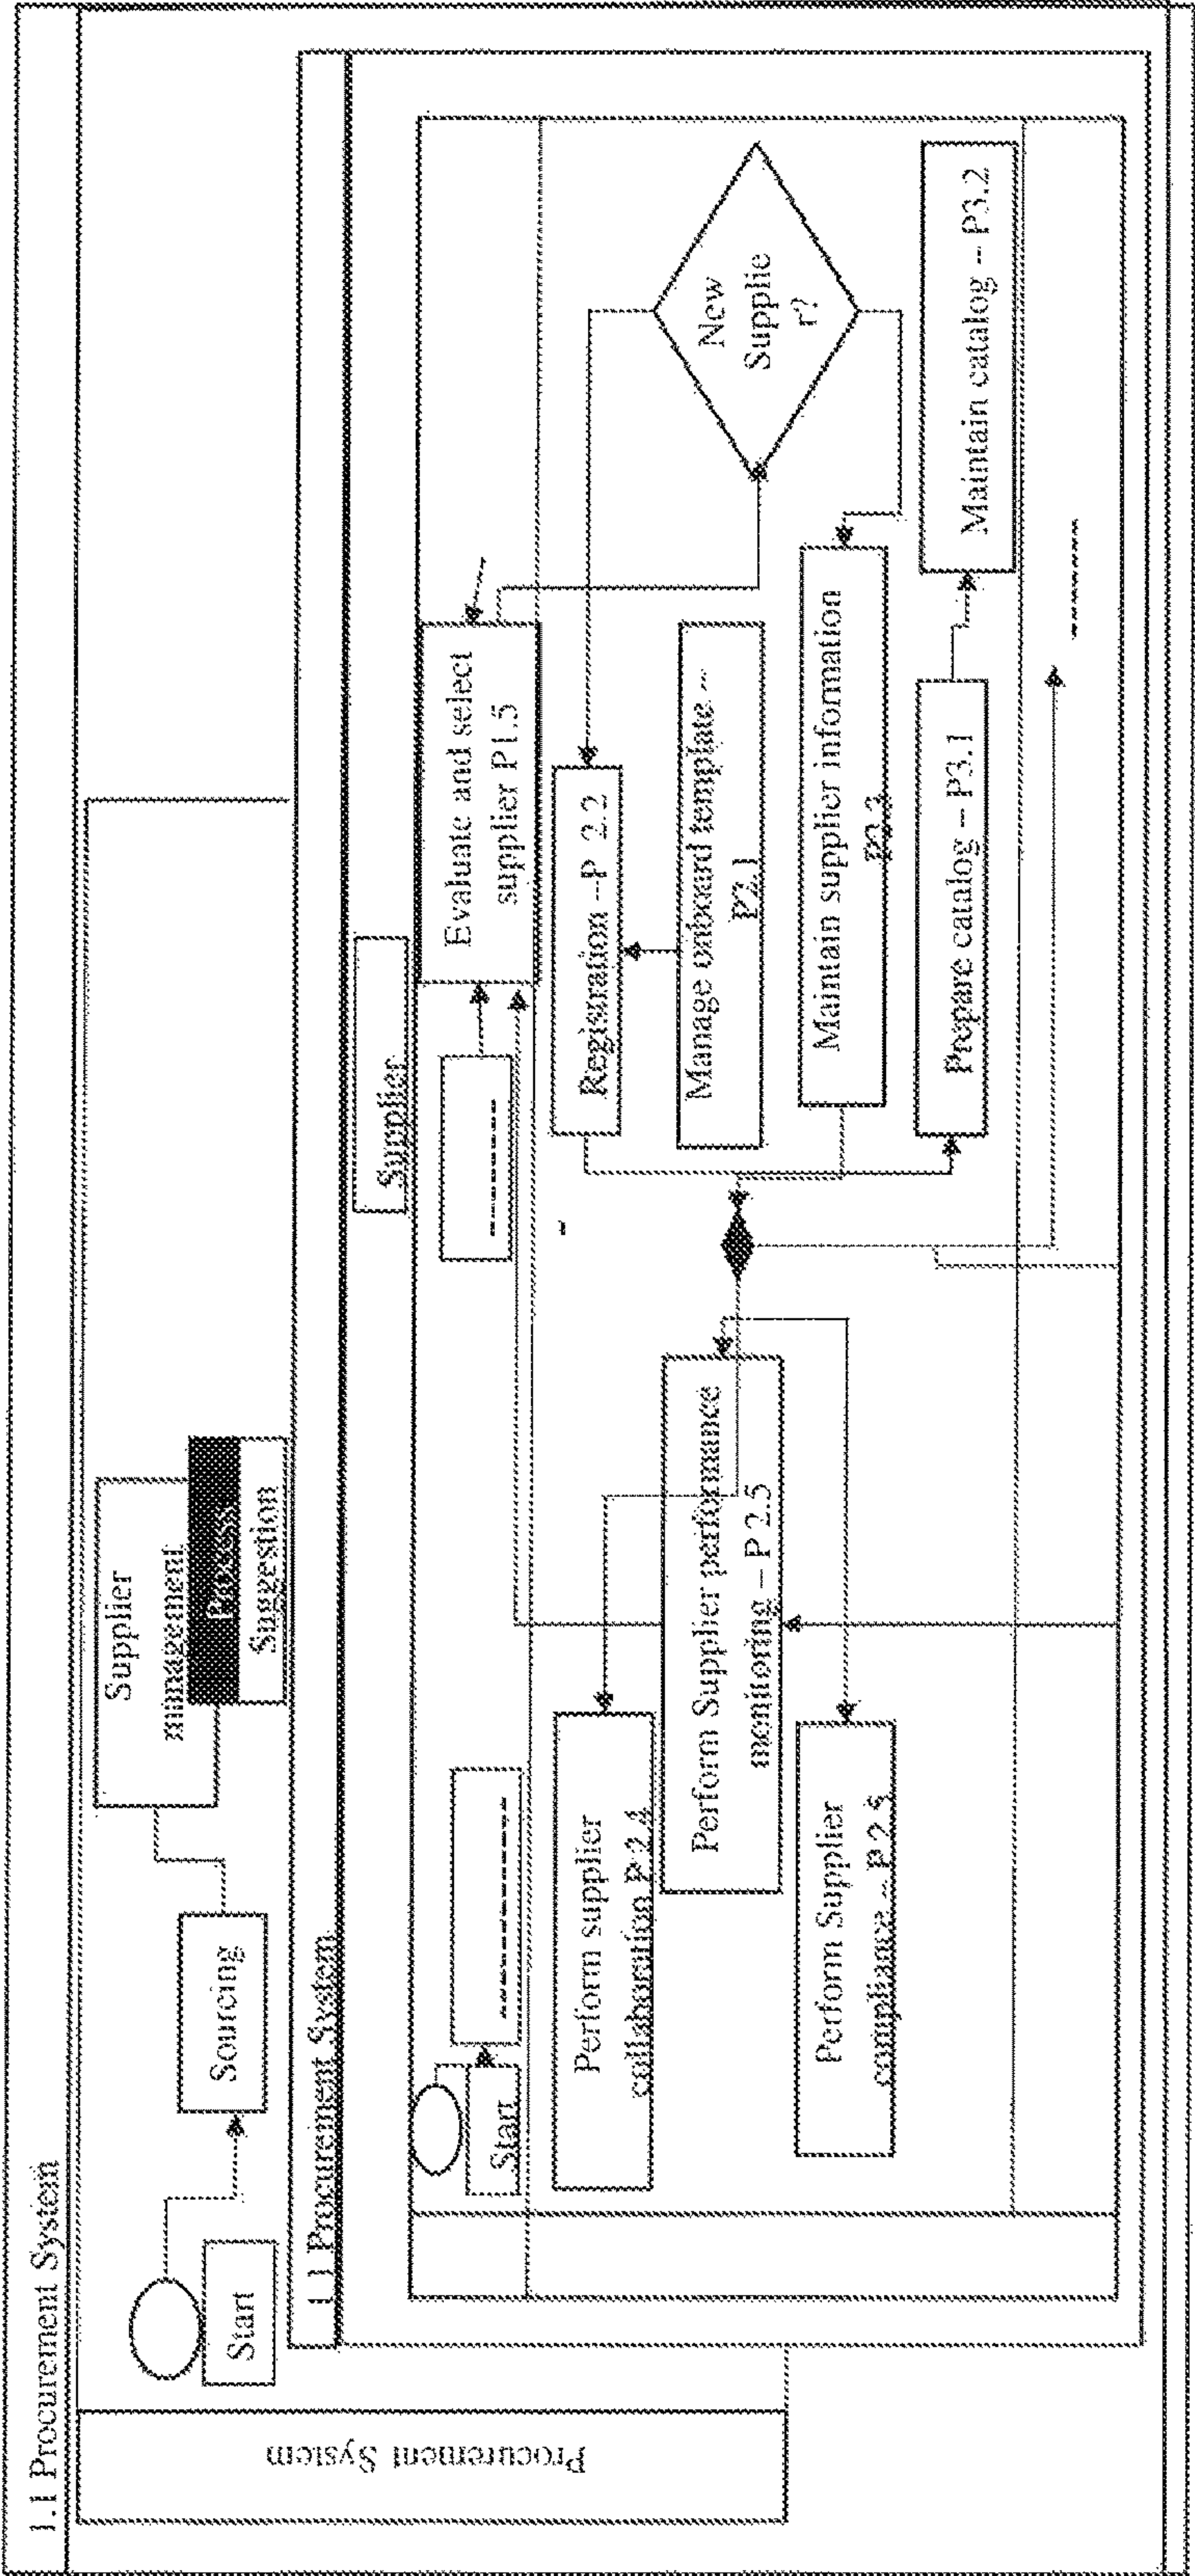 1.1 Procurement System
Procurement System
Start
Sourcing
Supplier
management
Process
Suggestion
1.1 Procurement System
Supplier
Start
Evaluate and select
supplier P1.5
Perform supplier
collaboration P 2.4
Perform Supplier performance
monitoring – P 2.5
Perform Supplier
compliance – P 2.
Registration --P 2.2
Manage onboard template --
P2.1
Maintain supplier information
Prepare catalog – P3.1
Maintain catalog – P3.2
New
Supplie
r?